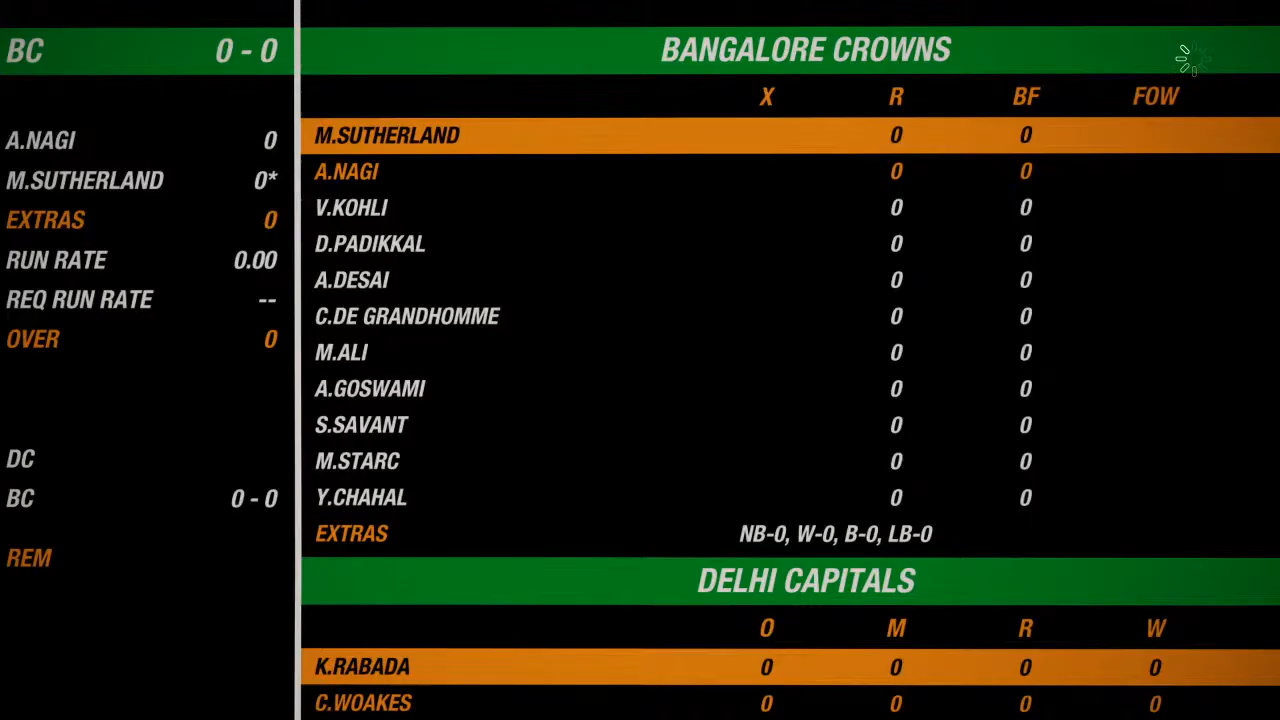 BC 0 - 0
A.NAGI 0
M.SUTHERLAND 0*
EXTRAS 0
RUN RATE 0.00
REQ RUN RATE --
OVER 0
DC
BC 0 - 0
REM
BANGALORE CROWNS
X R BF FOW
M.SUTHERLAND 0 0
A.NAGI 0 0
V.KOHLI 0 0
D.PADIKKAL 0 0
A.DESAI 0 0
C.DE GRANDHOMME 0 0
M.ALI 0 0
A.GOSWAMI 0 0
S.SAVANT 0 0
M.STARC 0 0
Y.CHAHAL 0 0
EXTRAS NB-0, W-0, B-0, LB-0
DELHI CAPITALS
O M R W
K.RABADA 0 0 0 0
C.WOAKES 0 0 0 0